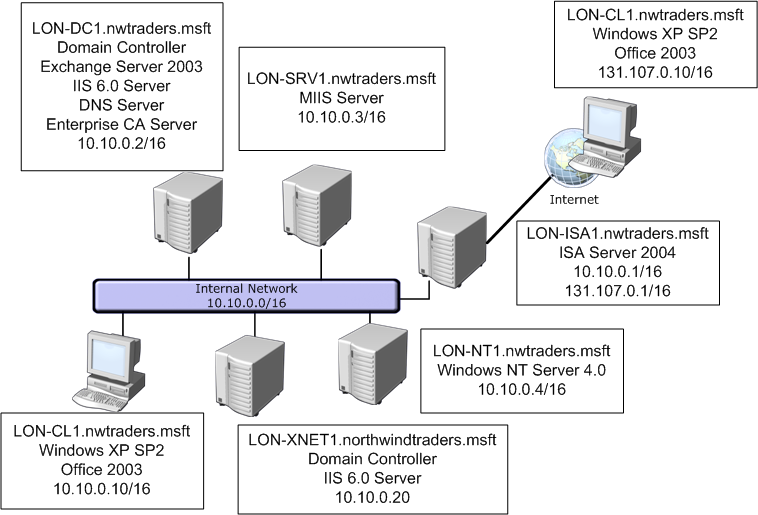 LON-DC1.nwtraders.msft
Domain Controller
Exchange Server 2003
IIS 6.0 Server
DNS Server
Enterprise CA Server
10.10.0.2/16
LON-SRV1.nwtraders.msft
MIIS Server
10.10.0.3/16
LON-CL1.nwtraders.msft
Windows XP SP2
Office 2003
131.107.0.10/16
Internet
LON-ISA1.nwtraders.msft
ISA Server 2004
10.10.0.1/16
131.107.0.1/16
Internal Network
10.10.0.0/16
LON-NT1.nwtraders.msft
Windows NT Server 4.0
10.10.0.4/16
LON-CL1.nwtraders.msft
Windows XP SP2
Office 2003
10.10.0.10/16
LON-XNET1.northwindtraders.msft
Domain Controller
IIS 6.0 Server
10.10.0.20